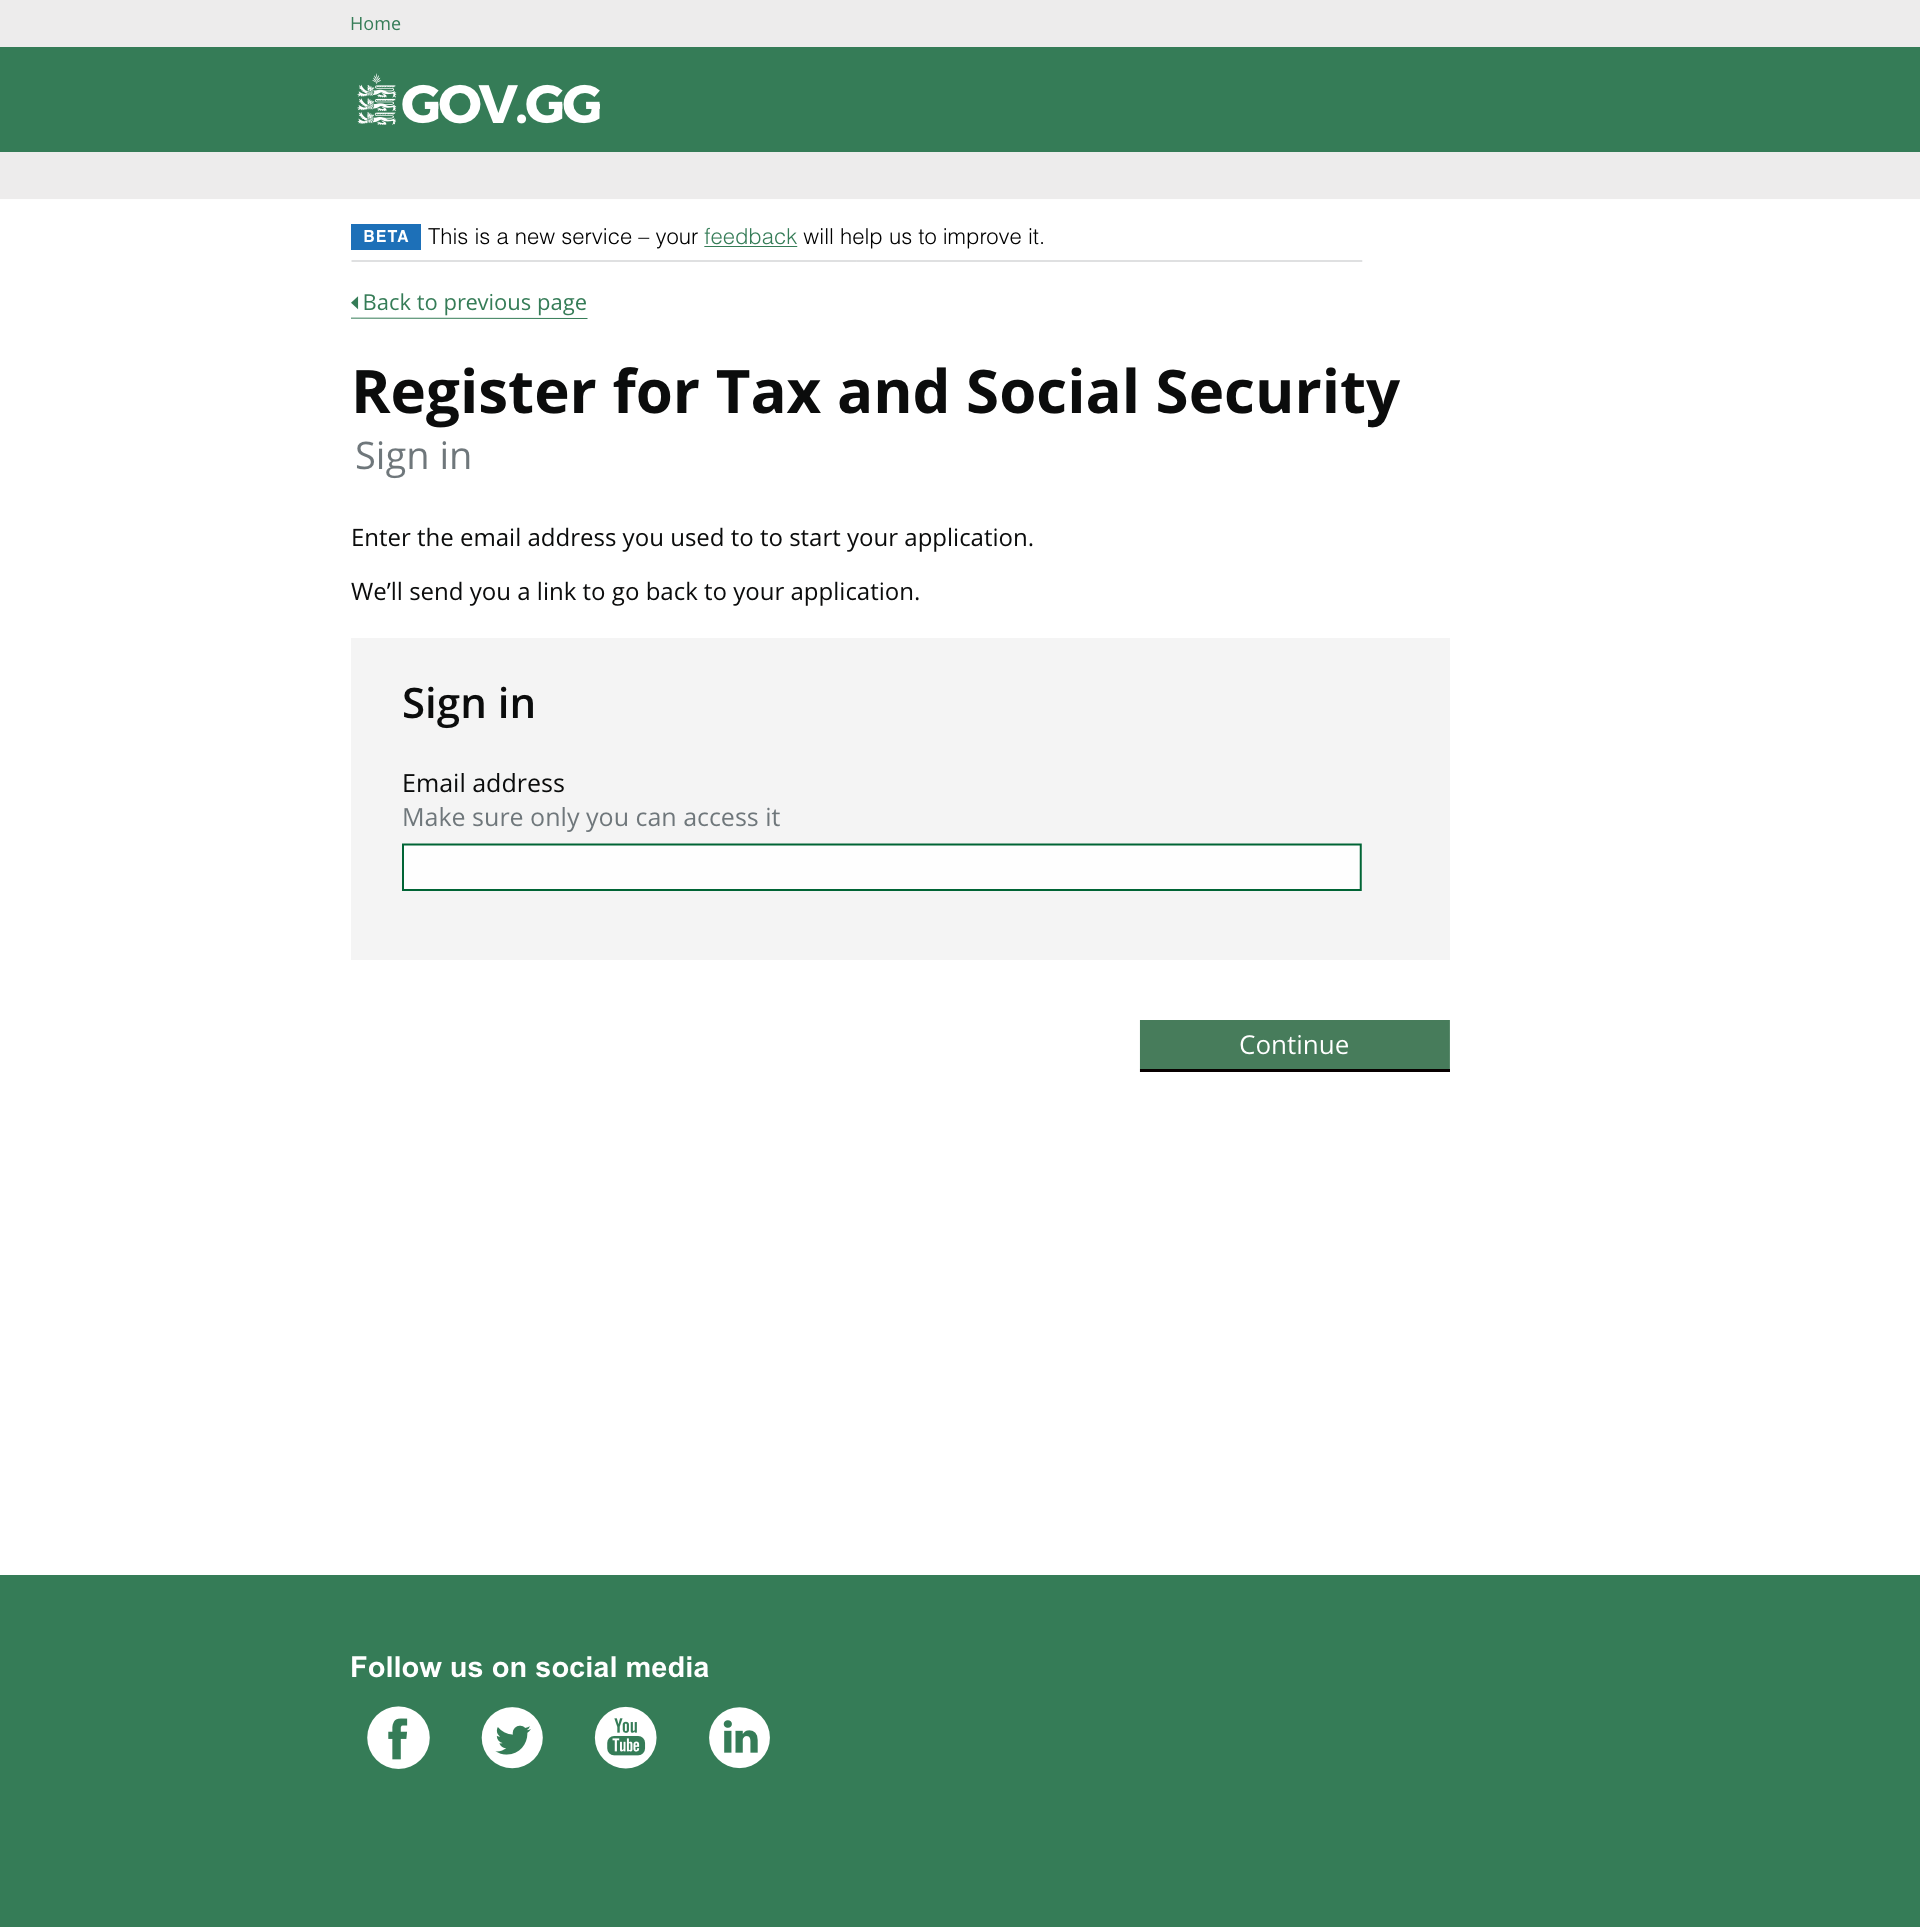 Home
GOV.GG
BETA This is a new service – your feedback will help us to improve it.
Back to previous page
Register for Tax and Social Security
Sign in
Enter the email address you used to to start your application.
We’ll send you a link to go back to your application.
Sign in
Email address
Make sure only you can access it
Continue
Follow us on social media
f
You
Tube
in